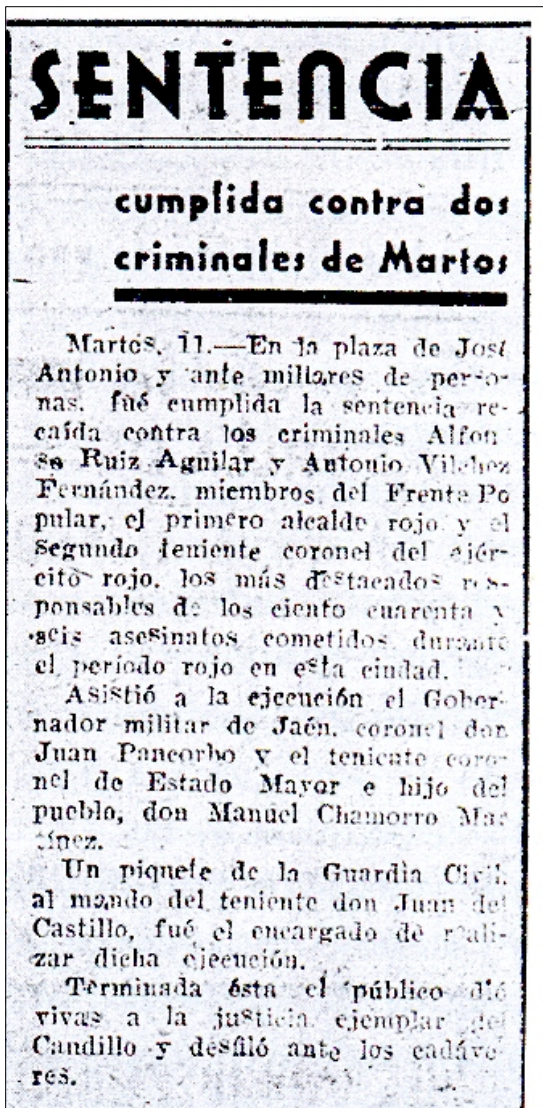 SENTENCIA
cumplida contra dos
criminales de Martos
Martos, 11.—En la plaza de José
Antonio y ante millares de perso-
nas, fué cumplida la sentencia re-
caída contra los criminales Alfon
so Ruiz Aguilar y Antonio Vilchez
Fernández, miembros del Frente Po
pular, el primero alcalde rojo y el
segundo teniente coronel del ejér-
cito rojo, los más destacados res-
ponsables de los ciento cuarenta y
seis asesinatos cometidos durante
el período rojo en esta ciudad.
Asistió a la ejecución el Gober-
nador militar de Jaén, coronel don
Juan Pancorbo y el teniente coro-
nel de Estado Mayor e hijo del
pueblo, don Manuel Chamorro Mar
tínez.
Un piquete de la Guardia Civil,
al mando del teniente don Juan del
Castillo, fué el encargado de reali-
zar dicha ejecución.
Terminada ésta el público dió
vivas a la justicia ejemplar del
Caudillo y desfiló ante los cadáve-
res.